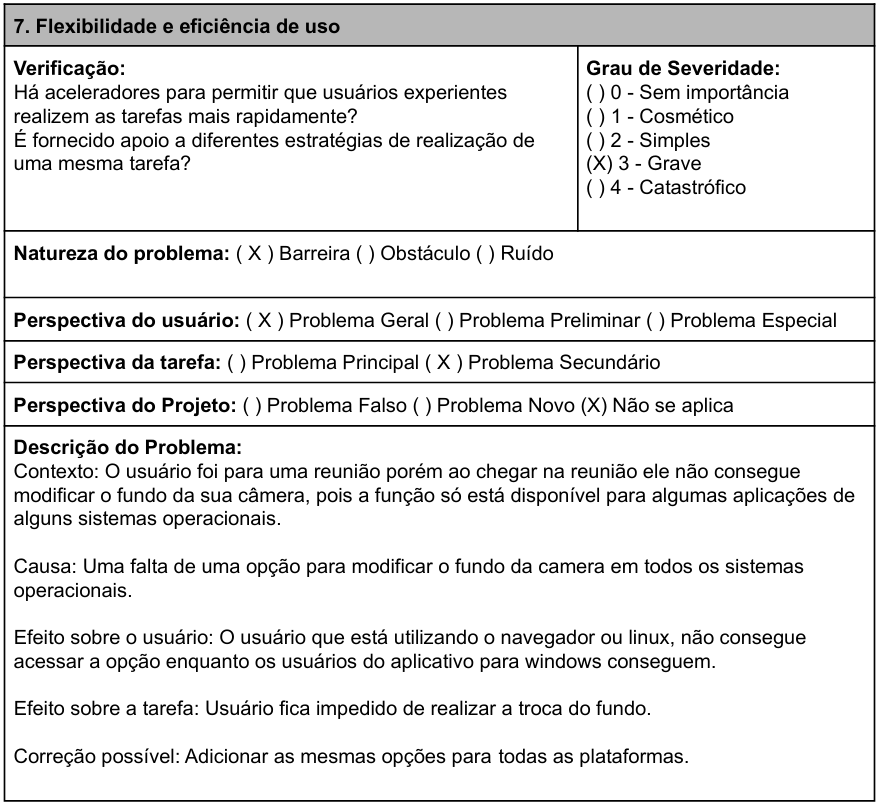 7. Flexibilidade e eficiência de uso
Verificação:
Há aceleradores para permitir que usuários experientes
realizem as tarefas mais rapidamente?
É fornecido apoio a diferentes estratégias de realização de
uma mesma tarefa?
Grau de Severidade:
( ) 0 - Sem importância
( ) 1 - Cosmético
( ) 2 - Simples
(X) 3 - Grave
( ) 4 - Catastrófico
Natureza do problema: ( X ) Barreira ( ) Obstáculo ( ) Ruído
Perspectiva do usuário: ( X ) Problema Geral ( ) Problema Preliminar ( ) Problema Especial
Perspectiva da tarefa: ( ) Problema Principal ( X ) Problema Secundário
Perspectiva do Projeto: ( ) Problema Falso ( ) Problema Novo (X) Não se aplica
Descrição do Problema:
Contexto: O usuário foi para uma reunião porém ao chegar na reunião ele não consegue
modificar o fundo da sua câmera, pois a função só está disponível para algumas aplicações de
alguns sistemas operacionais.
Causa: Uma falta de uma opção para modificar o fundo da camera em todos os sistemas
operacionais.
Efeito sobre o usuário: O usuário que está utilizando o navegador ou linux, não consegue
acessar a opção enquanto os usuários do aplicativo para windows conseguem.
Efeito sobre a tarefa: Usuário fica impedido de realizar a troca do fundo.
Correção possível: Adicionar as mesmas opções para todas as plataformas.